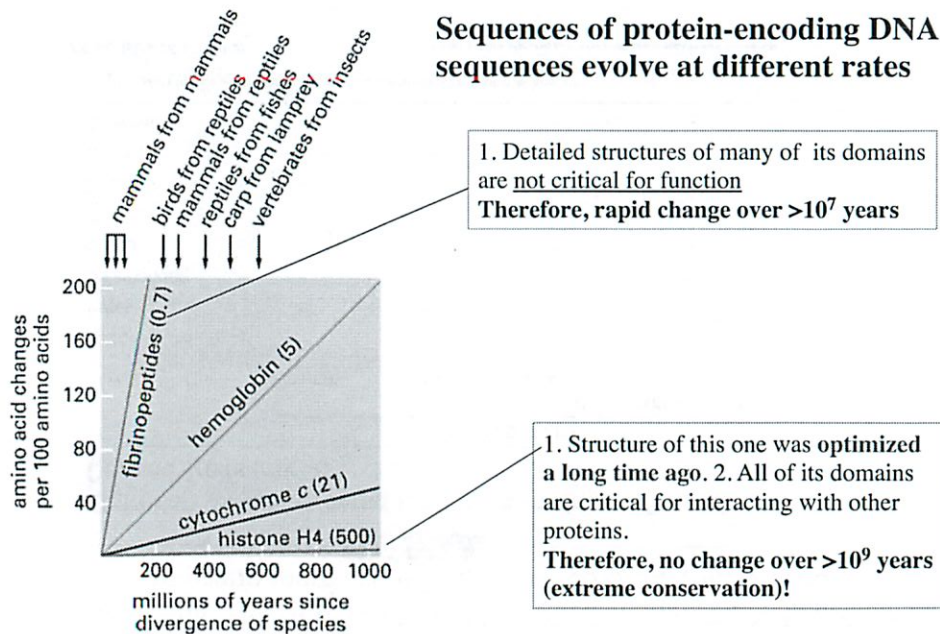 Sequences of protein-encoding DNA
sequences evolve at different rates
mammals from mammals
birds from reptiles
mammals from reptiles
reptiles from fishes
carp from lamprey
vertebrates from insects
1. Detailed structures of many of its domains
are not critical for function
Therefore, rapid change over >10⁷ years
amino acid changes
per 100 amino acids
200
160
120
80
40
fibrinopeptides (0.7)
hemoglobin (5)
cytochrome c (21)
histone H4 (500)
200 400 600 800 1000
millions of years since
divergence of species
1. Structure of this one was optimized
a long time ago. 2. All of its domains
are critical for interacting with other
proteins.
Therefore, no change over >10⁹ years
(extreme conservation)!